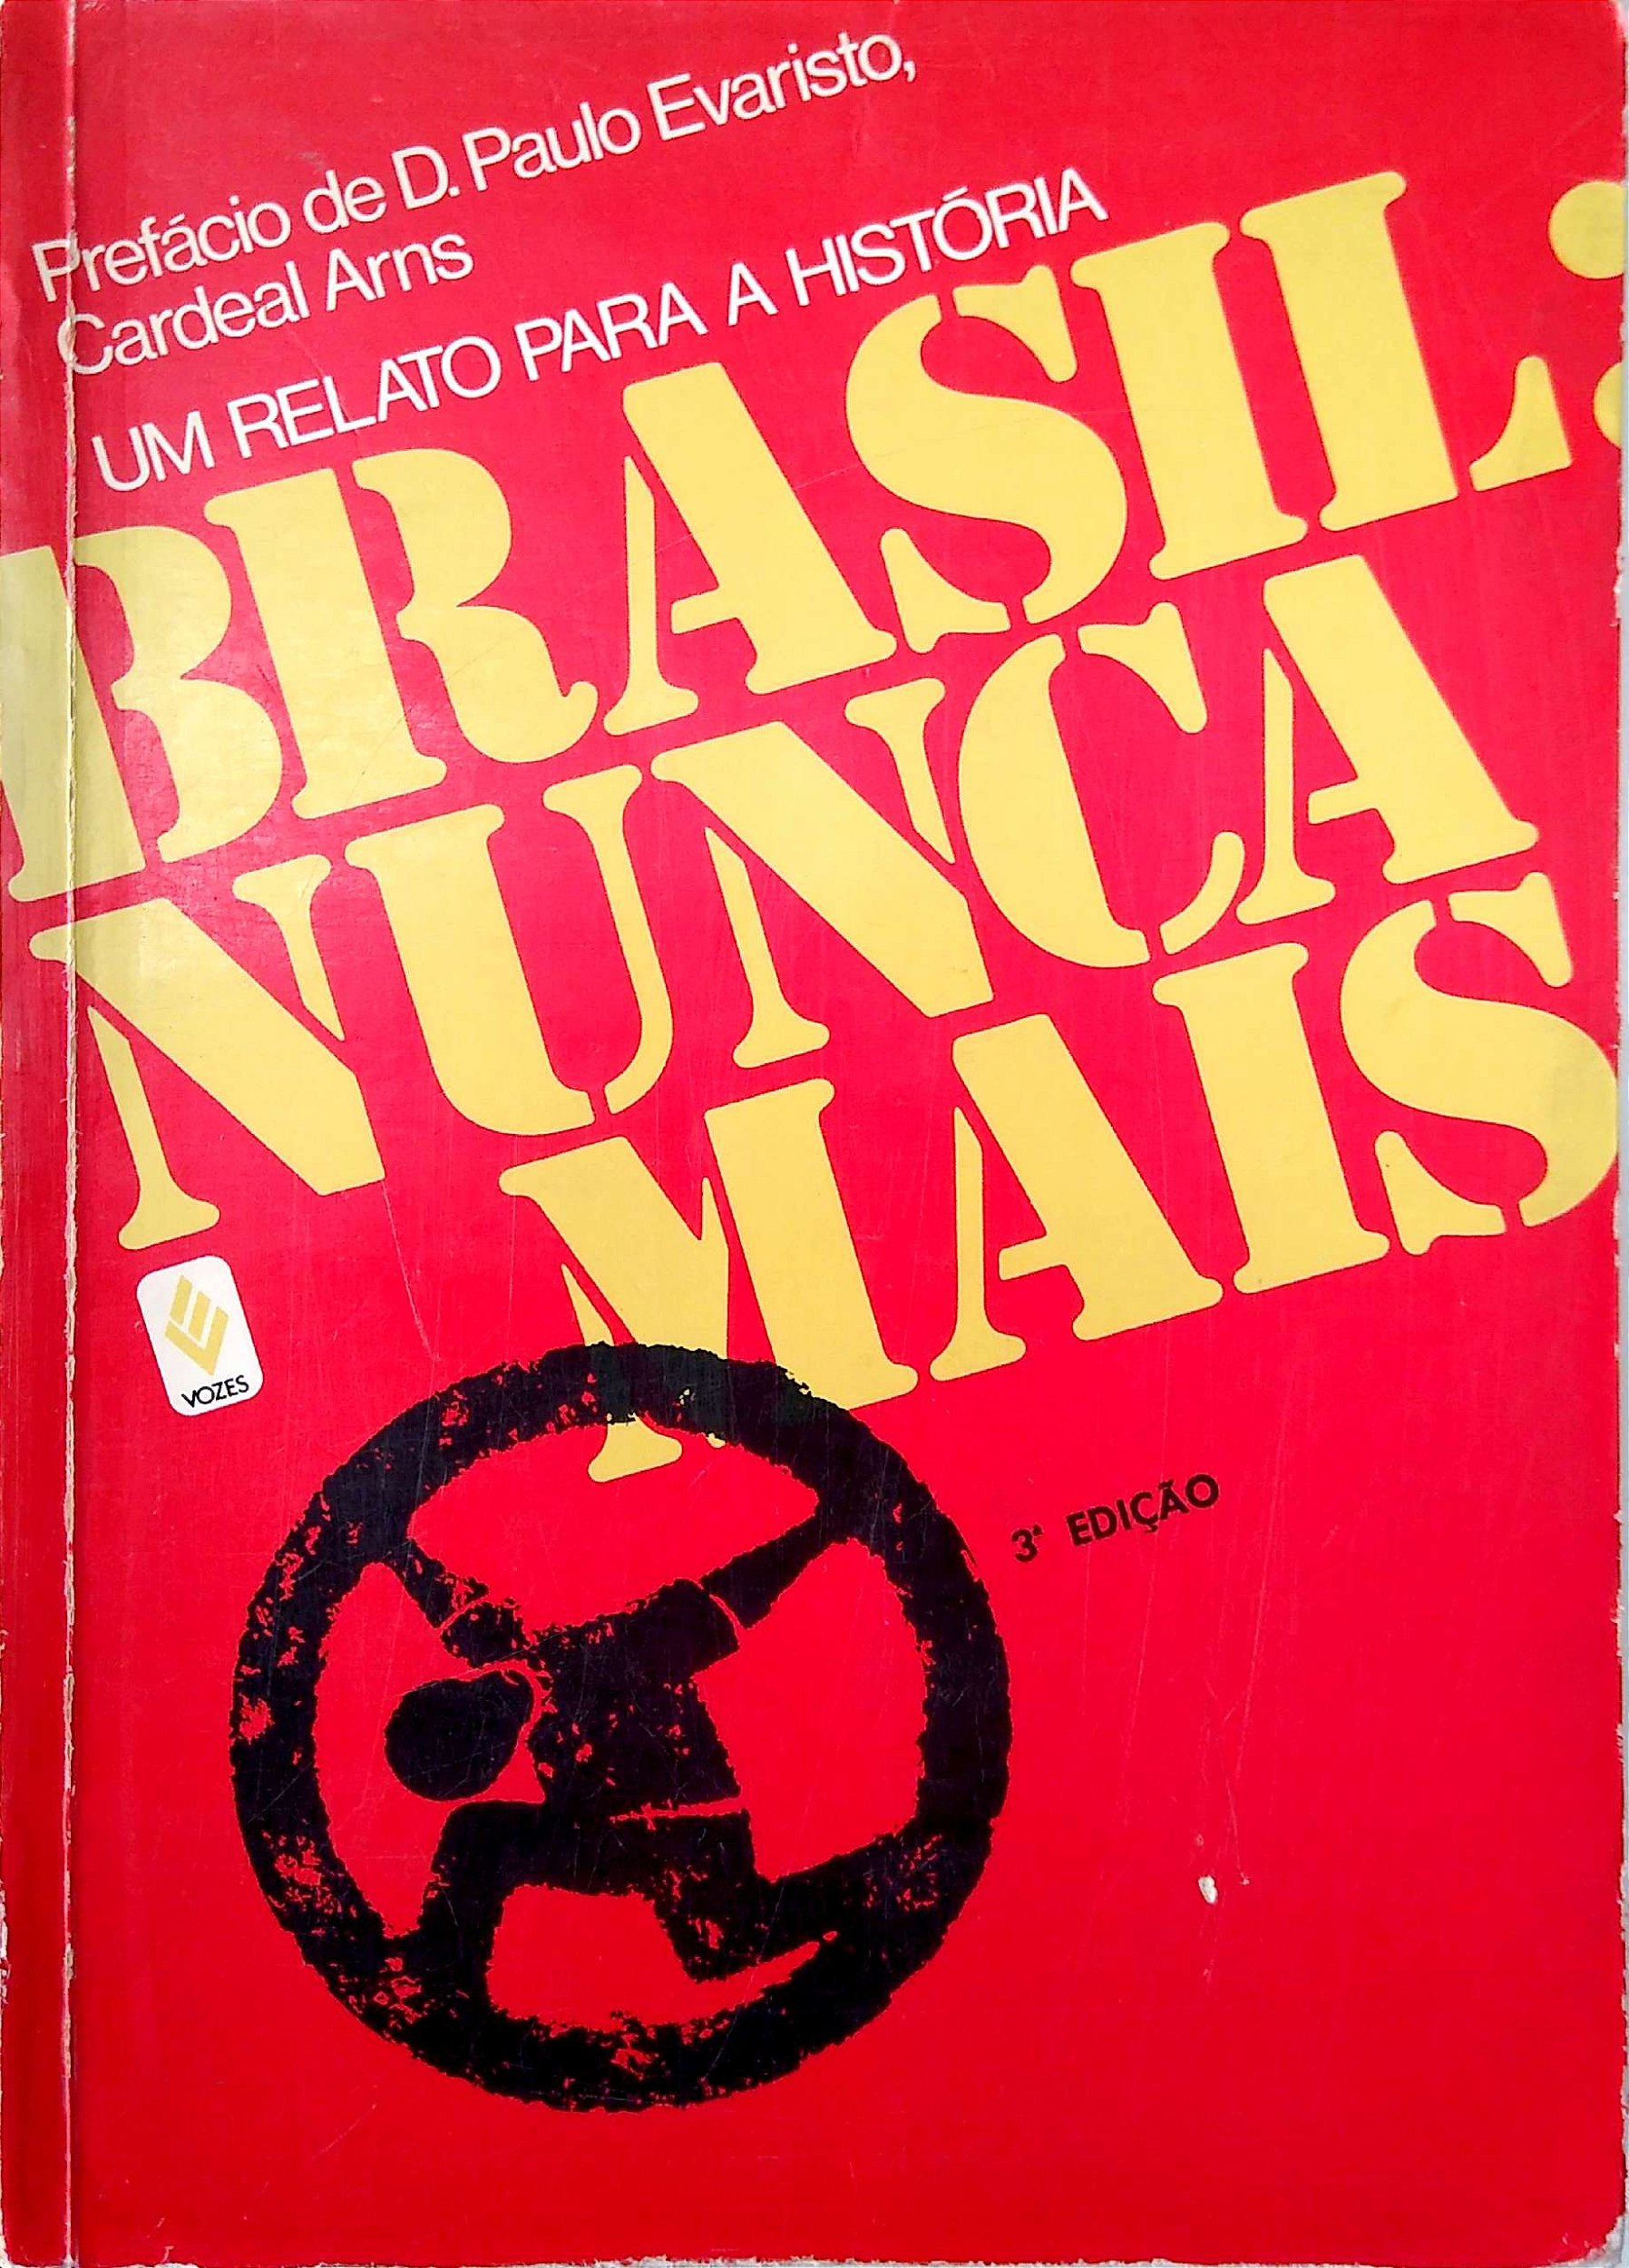 Prefácio de D. Paulo Evaristo,
Cardeal Arns
UM RELATO PARA A HISTÓRIA
BRASIL:
NUNCA
MAIS
VOZES
3ª EDIÇÃO